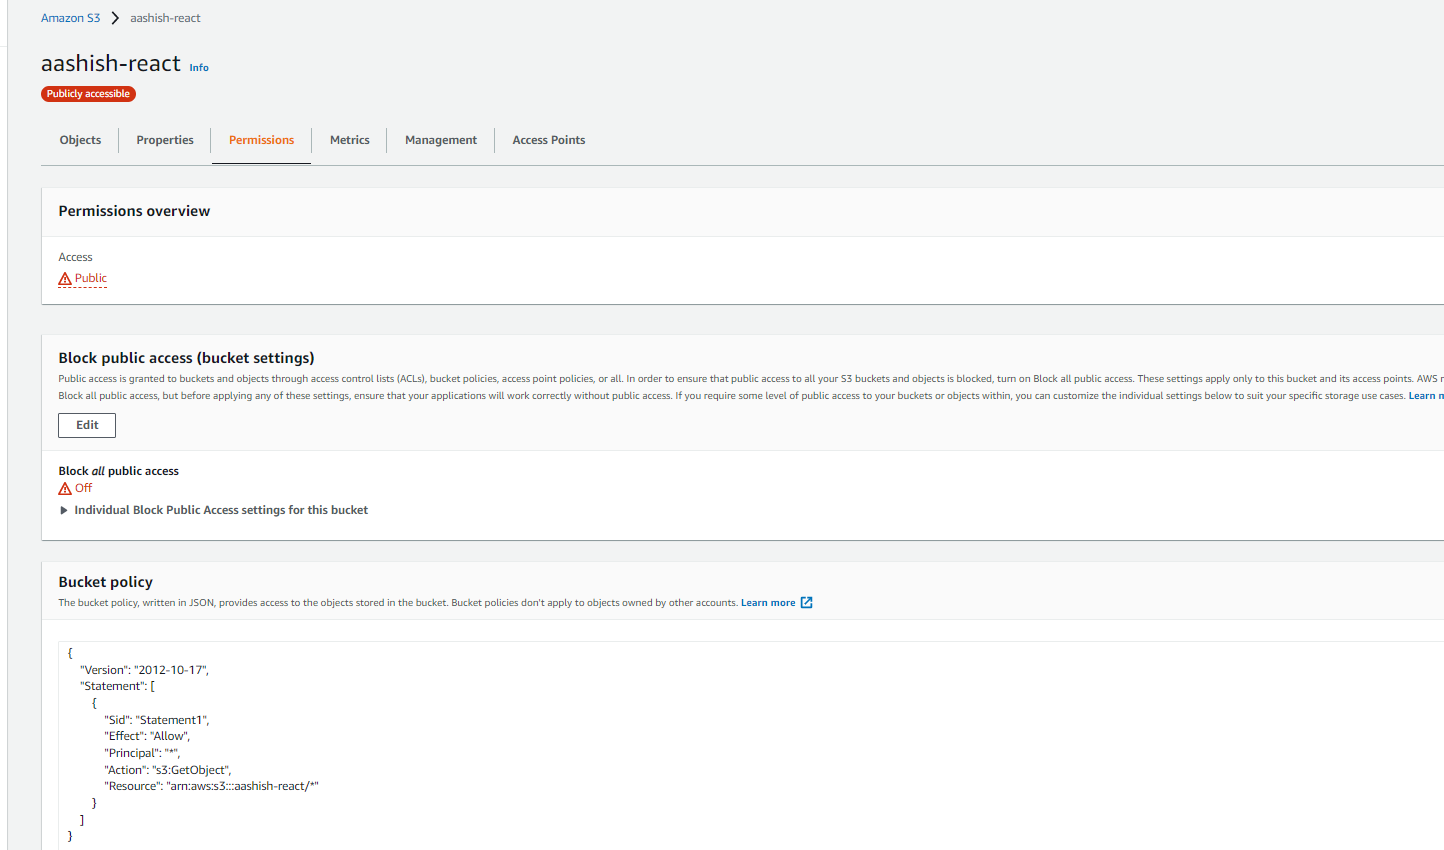 Amazon S3 > aashish-react
aashish-react Info
Publicly accessible
Objects Properties Permissions Metrics Management Access Points
Permissions overview
Access
Public
Block public access (bucket settings)
Public access is granted to buckets and objects through access control lists (ACLs), bucket policies, access point policies, or all. In order to ensure that public access to all your S3 buckets and objects is blocked, turn on Block all public access. These settings apply only to this bucket and its access points. AWS
Block all public access, but before applying any of these settings, ensure that your applications will work correctly without public access. If you require some level of public access to your buckets or objects within, you can customize the individual settings below to suit your specific storage use cases. Learn
Edit
Block all public access
Off
Individual Block Public Access settings for this bucket
Bucket policy
The bucket policy, written in JSON, provides access to the objects stored in the bucket. Bucket policies don't apply to objects owned by other accounts. Learn more
{
"Version": "2012-10-17",
"Statement": [
{
"Sid": "Statement1",
"Effect": "Allow",
"Principal": "*",
"Action": "s3:GetObject",
"Resource": "arn:aws:s3:::aashish-react/*"
}
]
}